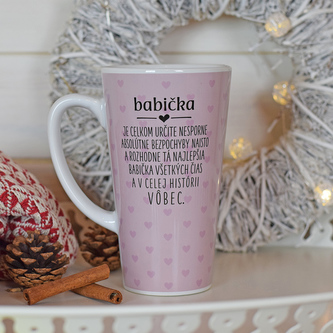 babička
JE CELKOM URČITE NESPORNE
ABSOLÚTNE BEZPOCHYBY NAISTO
A ROZHODNE TÁ NAJLEPŠIA
BABIČKA VŠETKÝCH ČIAS
A V CELEJ HISTÓRII
VÔBEC.